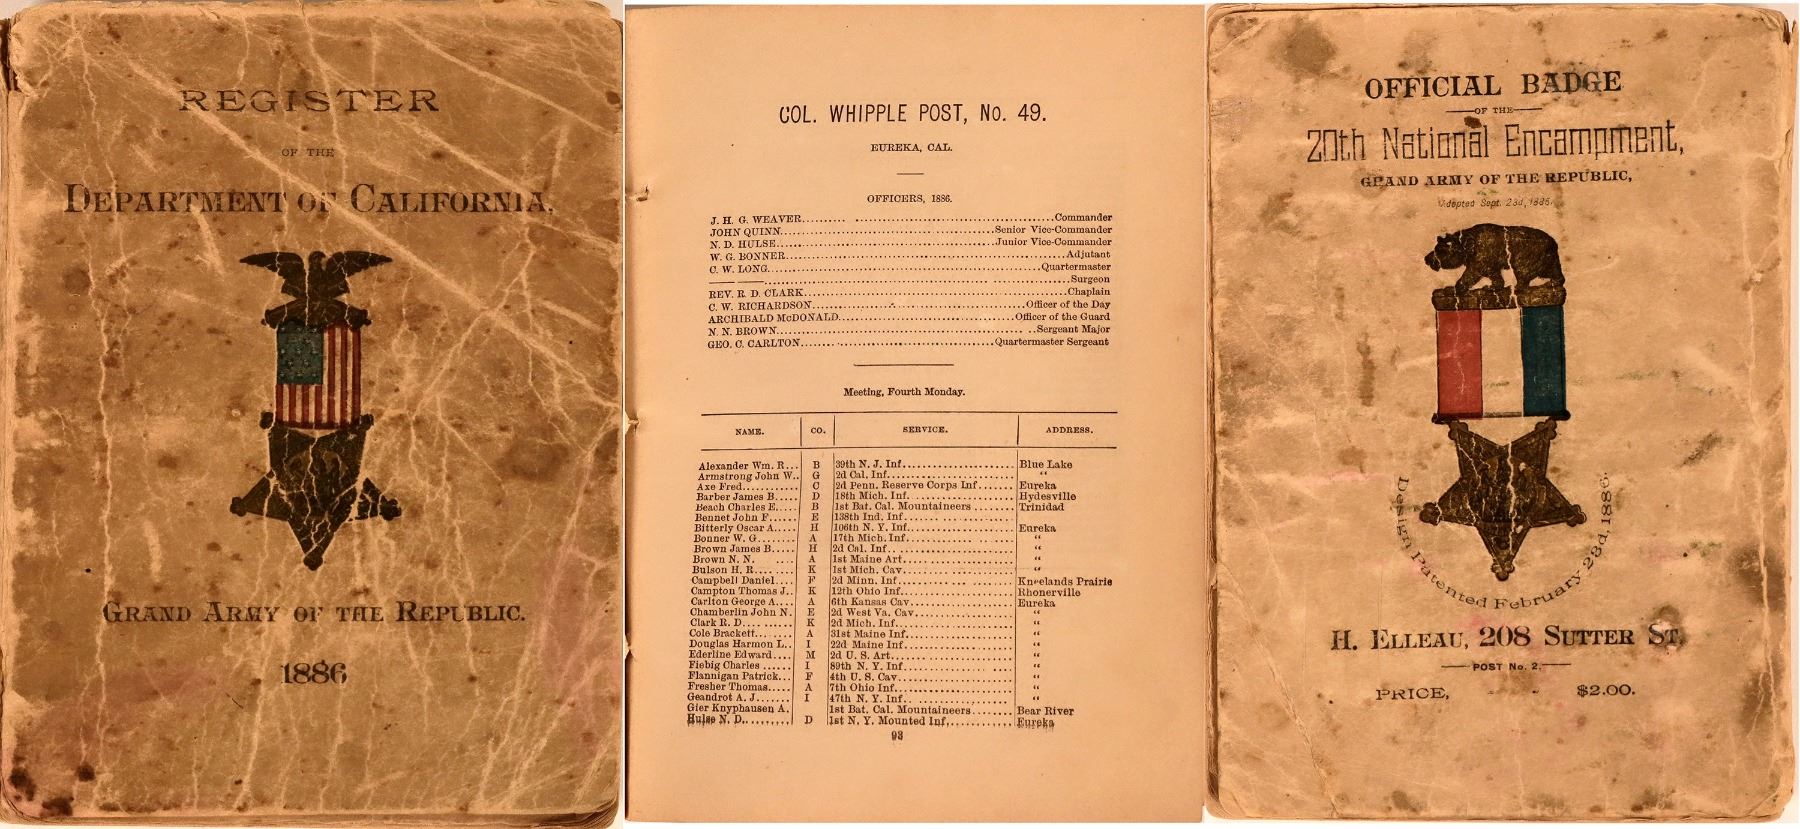 REGISTER
OF THE
DEPARTMENT OF CALIFORNIA,
GRAND ARMY OF THE REPUBLIC.
1886
COL. WHIPPLE POST, No. 49.
EUREKA, CAL.
OFFICERS, 1886.
J. H. G. WEAVER.......... ..........Commander
JOHN QUINN..........Senior Vice-Commander
N. D. HULSE..........Junior Vice-Commander
W. G. BONNER..........Adjutant
C. W. LONG..........Quartermaster
—— ——..........Surgeon
REV. R. D. CLARK..........Chaplain
C. W. RICHARDSON..........Officer of the Day
ARCHIBALD McDONALD..........Officer of the Guard
N. N. BROWN..........Sergeant Major
GEO. C. CARLTON..........Quartermaster Sergeant
Meeting, Fourth Monday.
NAME. CO. SERVICE. ADDRESS.
Alexander Wm. R... B 39th N. J. Inf.......... Blue Lake
Armstrong John W.. G 2d Cal. Inf.......... “
Axe Fred.......... C 2d Penn. Reserve Corps Inf....... Eureka
Barber James B..... D 18th Mich. Inf.......... Hydesville
Beach Charles E..... B 1st Bat. Cal. Mountaineers ....... Trinidad
Bennet John F...... E 138th Ind. Inf..........
Bitterly Oscar A.... H 106th N. Y. Inf.......... Eureka
Bonner W. G........ A 17th Mich. Inf.......... “
Brown James B..... H 2d Cal. Inf.......... “
Brown N. N. .... A 1st Maine Art.......... “
Bulson H. R........ K 1st Mich. Cav.......... “
Campbell Daniel.... F 2d Minn. Inf.......... Kneelands Prairie
Campton Thomas J.. K 12th Ohio Inf.......... Rhonerville
Carlton George A.... A 6th Kansas Cav.......... Eureka
Chamberlin John N. E 2d West Va. Cav.......... “
Clark R. D......... K 2d Mich. Inf.......... “
Cole Brackett....... A 31st Maine Inf.......... “
Douglas Harmon L.. I 22d Maine Inf.......... “
Ederline Edward.... M 2d U. S. Art.......... “
Fiebig Charles ...... I 89th N. Y. Inf.......... “
Flannigan Patrick... F 4th U. S. Cav.......... “
Fresher Thomas..... A 7th Ohio Inf.......... “
Geandrot A. J...... I 47th N. Y. Inf.......... “
Gier Knyphausen A. 1st Bat. Cal. Mountaineers........ Bear River
Hulse N. D.......... D 1st N. Y. Mounted Inf.......... Eureka
93
OFFICIAL BADGE
OF THE
20th National Encampment,
GRAND ARMY OF THE REPUBLIC,
Adopted Sept. 23d, 1885.
Design Patented February 23d, 1886.
H. ELLEAU, 208 SUTTER ST.
POST No. 2.
PRICE, - - $2.00.